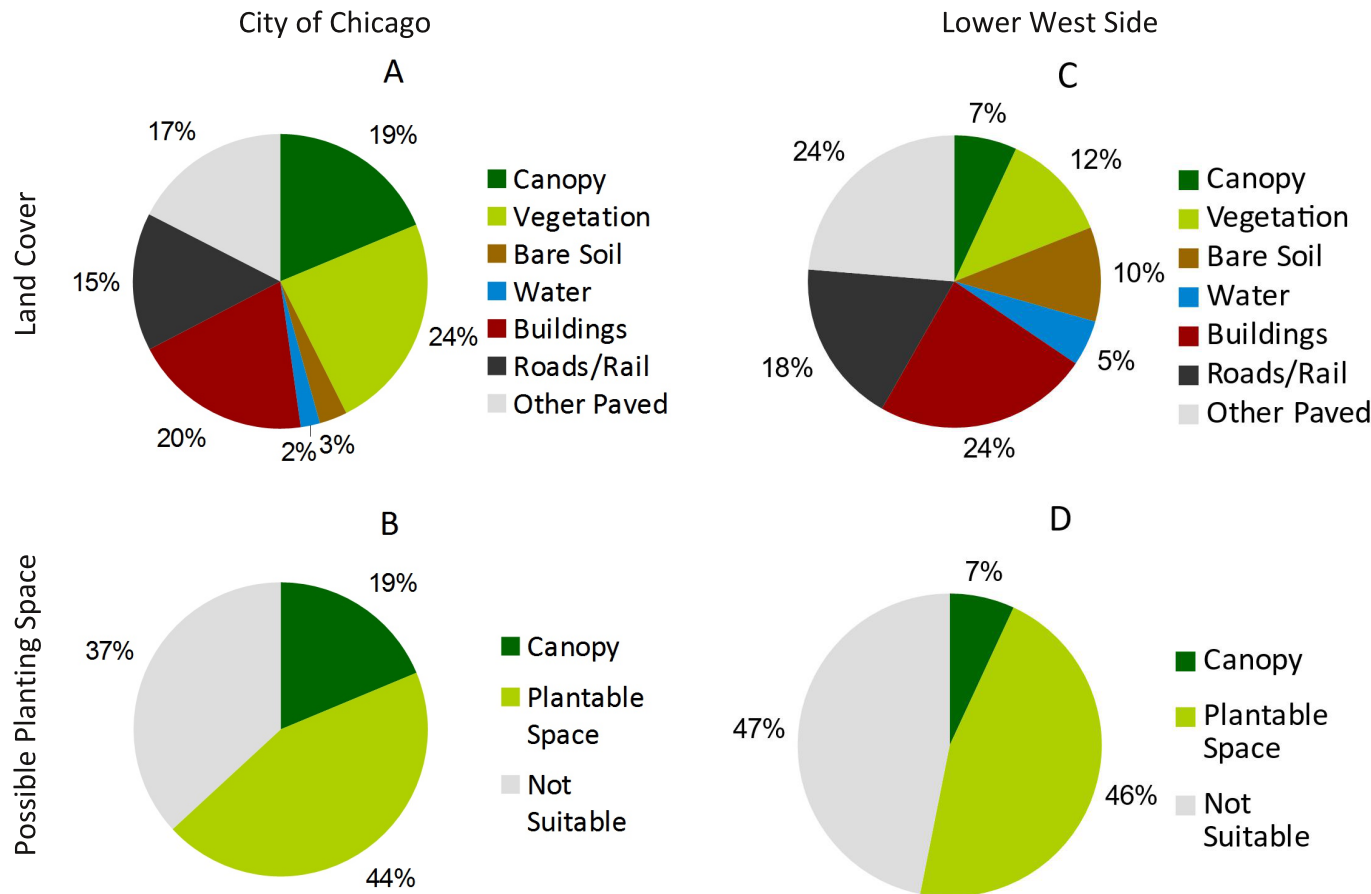 City of Chicago
Lower West Side
Land Cover
A
19%
24%
3%
2%
20%
15%
17%
Canopy
Vegetation
Bare Soil
Water
Buildings
Roads/Rail
Other Paved
C
7%
12%
10%
5%
24%
18%
24%
Canopy
Vegetation
Bare Soil
Water
Buildings
Roads/Rail
Other Paved
Possible Planting Space
B
19%
44%
37%
Canopy
Plantable
Space
Not
Suitable
D
7%
46%
47%
Canopy
Plantable
Space
Not
Suitable